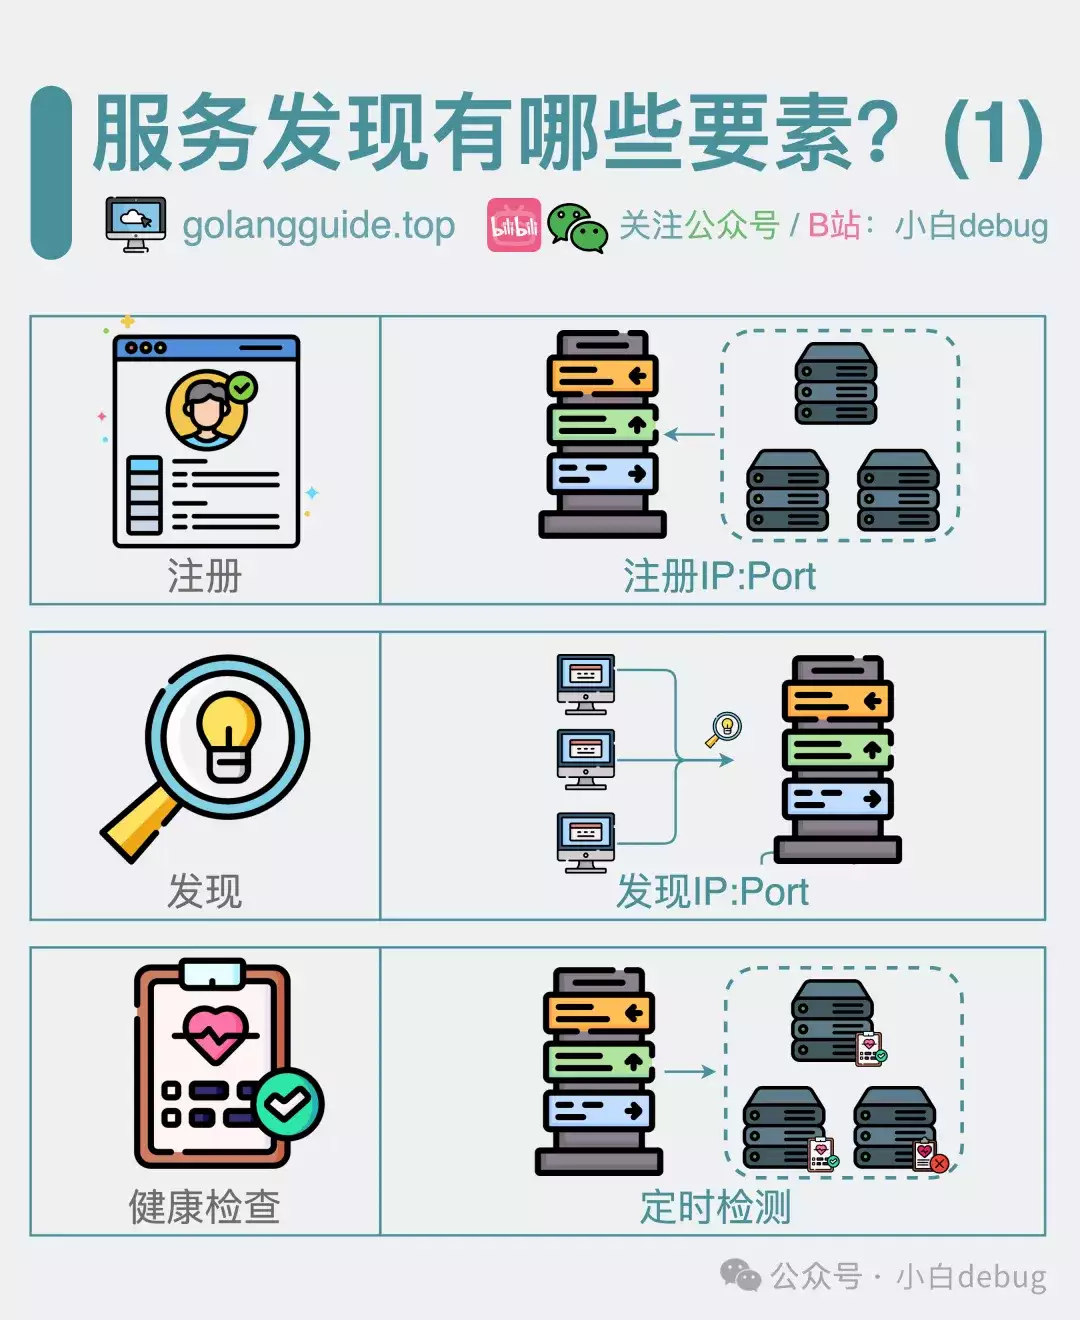 服务发现有哪些要素？(1)
golangguide.top bilibili 关注公众号 / B站：小白debug
注册
注册IP:Port
发现
发现IP:Port
健康检查
定时检测
公众号 · 小白debug